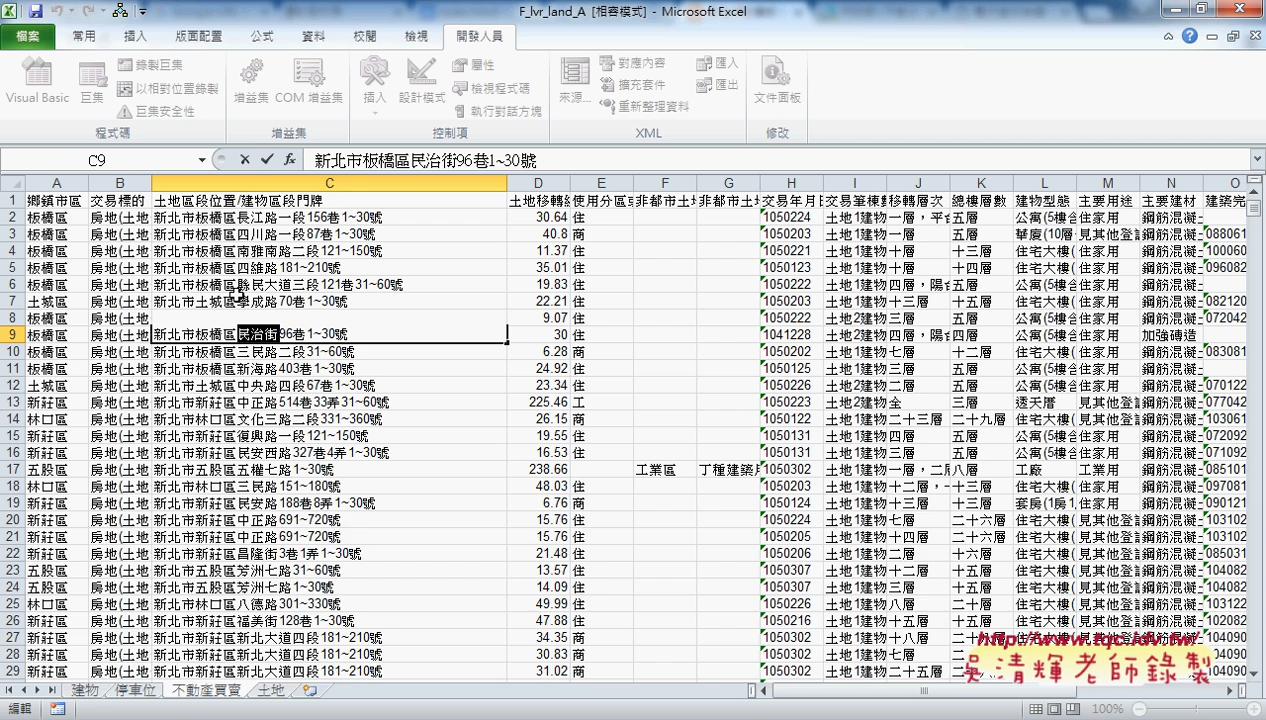 F_lvr_land_A [相容模式] - Microsoft Excel
檔案 常用 插入 版面配置 公式 資料 校閱 檢視 開發人員
Visual Basic 巨集 錄製巨集 以相對位置錄製 巨集安全性 增益集 COM 增益集 插入 設計模式 屬性 檢視程式碼 執行對話方塊 來源... 對應內容 擴充套件 重新整理資料 匯入 匯出 文件面板
程式碼 增益集 控制項 XML 修改
C9 fx 新北市板橋區民治街96巷1~30號
A B C D E F G H I J K L M N O
1 鄉鎮市區 交易標的 土地區段位置/建物區段門牌 土地移轉 使用分區 非都市土 非都市土 交易年月 交易筆棟 移轉層次 總樓層數 建物型態 主要用途 主要建材 建築完
2 板橋區 房地(土地 新北市板橋區長江路一段156巷1~30號 30.64 住 1050224 土地1建物 一層，平台 五層 公寓(5樓含 住家用 鋼筋混凝土
3 板橋區 房地(土地 新北市板橋區四川路一段87巷1~30號 40.8 商 1050203 土地1建物 一層 五層 華廈(10層 見其他登記 鋼筋混凝土 088061
4 板橋區 房地(土地 新北市板橋區南雅南路二段121~150號 11.37 住 1050203 土地1建物 十三層 十三層 住宅大樓( 住家用 鋼筋混凝土 100060
5 板橋區 房地(土地 新北市板橋區四維路181~210號 35.01 住 1050123 土地1建物 十三層 十四層 住宅大樓( 見其他登記 鋼筋混凝土 096082
6 板橋區 房地(土地 新北市板橋區縣民大道三段121巷31~60號 19.83 住 1050222 土地1建物 四層，陽台 五層 公寓(5樓含 住家用 鋼筋混凝土
7 土城區 房地(土地 新北市土城區學成路70巷1~30號 22.21 住 1050203 土地1建物 十三層 十五層 住宅大樓( 見其他登記 鋼筋混凝土 082120
8 板橋區 房地(土地 9.07 住 1050222 土地2建物 三層 五層 公寓(5樓含 住家用 鋼筋混凝土 072042
9 板橋區 房地(土地 新北市板橋區民治街96巷1~30號 30 住 1041228 土地2建物 四層，陽台 四層 公寓(5樓含 住家用 加強磚造
10 板橋區 房地(土地 新北市板橋區三民路二段31~60號 6.28 商 1050202 土地1建物 七層 十二層 住宅大樓( 住家用 鋼筋混凝土 083081
11 板橋區 房地(土地 新北市板橋區新海路403巷1~30號 24.92 住 1050125 土地1建物 三層 五層 公寓(5樓含 住家用 鋼筋混凝土
12 土城區 房地(土地 新北市土城區中央路四段67巷1~30號 23.34 住 1050226 土地2建物 二層 五層 公寓(5樓含 住家用 鋼筋混凝土 070122
13 新莊區 房地(土地 新北市新莊區中正路514巷33弄31~60號 225.46 工 1050223 土地2建物 全 三層 透天厝 見其他登記 鋼筋混凝土 077042
14 林口區 房地(土地 新北市林口區文化三路二段331~360號 26.15 商 1050122 土地1建物 二十三層 二十九層 住宅大樓( 住家用 鋼筋混凝土 103061
15 新莊區 房地(土地 新北市新莊區復興路一段121~150號 19.55 住 1050131 土地1建物 四層 五層 公寓(5樓含 住家用 鋼筋混凝土 072092
16 新莊區 房地(土地 新北市新莊區民安西路327巷4弄1~30號 16.53 住 1050131 土地1建物 四層 五層 公寓(5樓含 住家用 鋼筋混凝土 071092
17 五股區 房地(土地 新北市五股區五權七路1~30號 238.66 工業區 丁種建築用 1050302 土地1建物 一層，二層 八層 工廠 工業用 鋼筋混凝土 085101
18 林口區 房地(土地 新北市林口區三民路151~180號 48.03 住 1050203 土地1建物 十二層，十 十三層 住宅大樓( 住家用 鋼筋混凝土 097081
19 新莊區 房地(土地 新北市新莊區民安路188巷8弄1~30號 6.76 商 1050124 土地1建物 十三層 十三層 套房(1房1 住家用 鋼筋混凝土 090121
20 新莊區 房地(土地 新北市新莊區中正路691~720號 15.76 住 1050224 土地1建物 七層 二十六層 住宅大樓( 見其他登記 鋼筋混凝土 103102
21 新莊區 房地(土地 新北市新莊區中正路691~720號 15.76 住 1050225 土地1建物 十四層 二十六層 住宅大樓( 見其他登記 鋼筋混凝土 103102
22 新莊區 房地(土地 新北市新莊區昌隆街3巷1弄1~30號 21.48 住 1050206 土地1建物 二層 十六層 住宅大樓( 見其他登記 鋼筋混凝土 085031
23 五股區 房地(土地 新北市五股區芳洲七路31~60號 13.57 住 1050307 土地1建物 十二層 十五層 住宅大樓( 住家用 鋼筋混凝土 104082
24 五股區 房地(土地 新北市五股區芳洲七路1~30號 14.09 住 1050307 土地1建物 三層 十五層 住宅大樓( 住家用 鋼筋混凝土 104082
25 林口區 房地(土地 新北市林口區八德路301~330號 49.99 住 1050226 土地1建物 八層 二十層 住宅大樓( 見其他登記 鋼筋混凝土 103122
26 新莊區 房地(土地 新北市新莊區福美街128巷1~30號 47.88 住 1050216 土地1建物 五層 十五層 住宅大樓( 見其他登記 鋼筋混凝土 102082
27 新莊區 房地(土地 新北市新莊區新北大道四段181~210號 34.35 商 1050302 土地1建物 十八層 鋼筋混凝土 104090
28 新莊區 房地(土地 新北市新莊區新北大道四段181~210號 30.83 商 1050302 土地1建物 七層
29 新莊區 房地(土地 新北市新莊區新北大道四段181~210號 31.02 商 1050302 土地1建物 二十五層
http://www.tqc.idv.tw/
吳清輝老師錄製
建物 停車位 不動產買賣 土地
編輯 100%